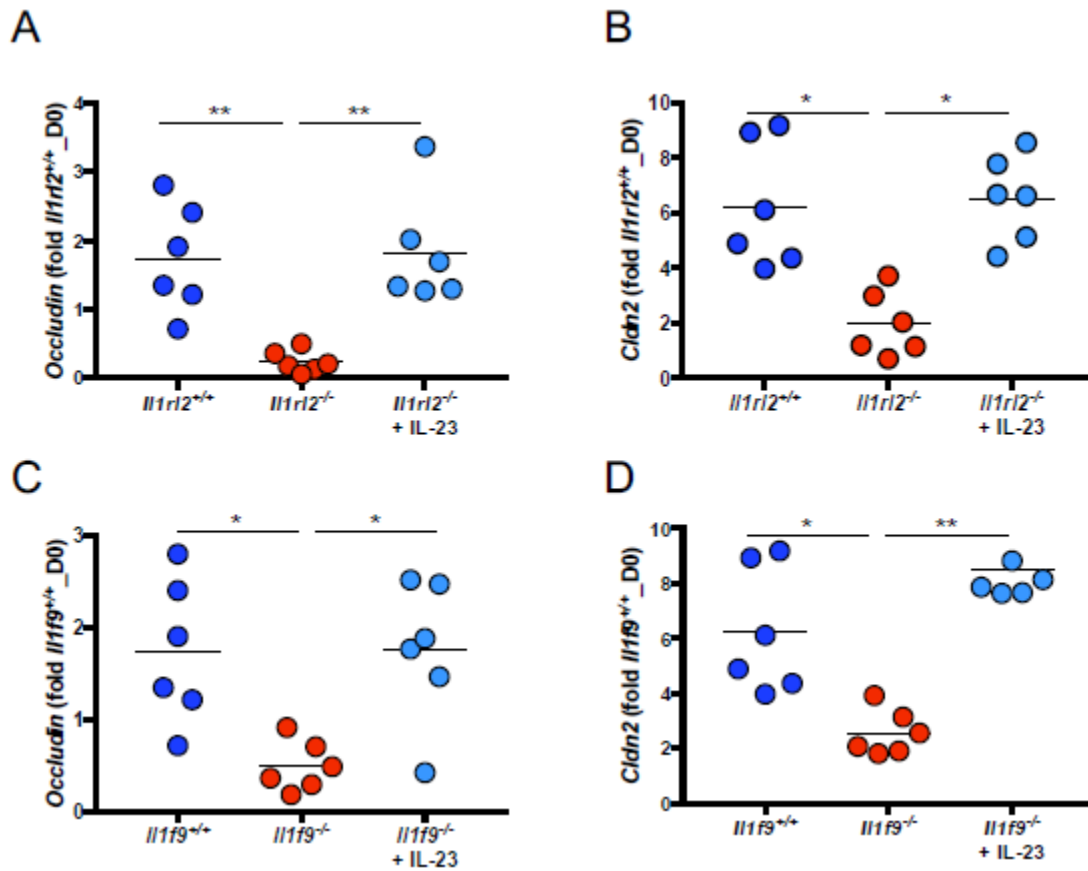 A
Occludin (fold Il1rl2+/+_D0)
4
3
2
1
0
**
**
Il1rl2+/+
Il1rl2-/-
Il1rl2-/-
+ IL-23
B
Cldn2 (fold Il1rl2+/+_D0)
10
8
6
4
2
0
*
*
Il1rl2+/+
Il1rl2-/-
Il1rl2-/-
+ IL-23
C
Occludin (fold Il1f9+/+_D0)
3
2
1
0
*
*
Il1f9+/+
Il1f9-/-
Il1f9-/-
+ IL-23
D
Cldn2 (fold Il1f9+/+_D0)
10
8
6
4
2
0
*
**
Il1f9+/+
Il1f9-/-
Il1f9-/-
+ IL-23